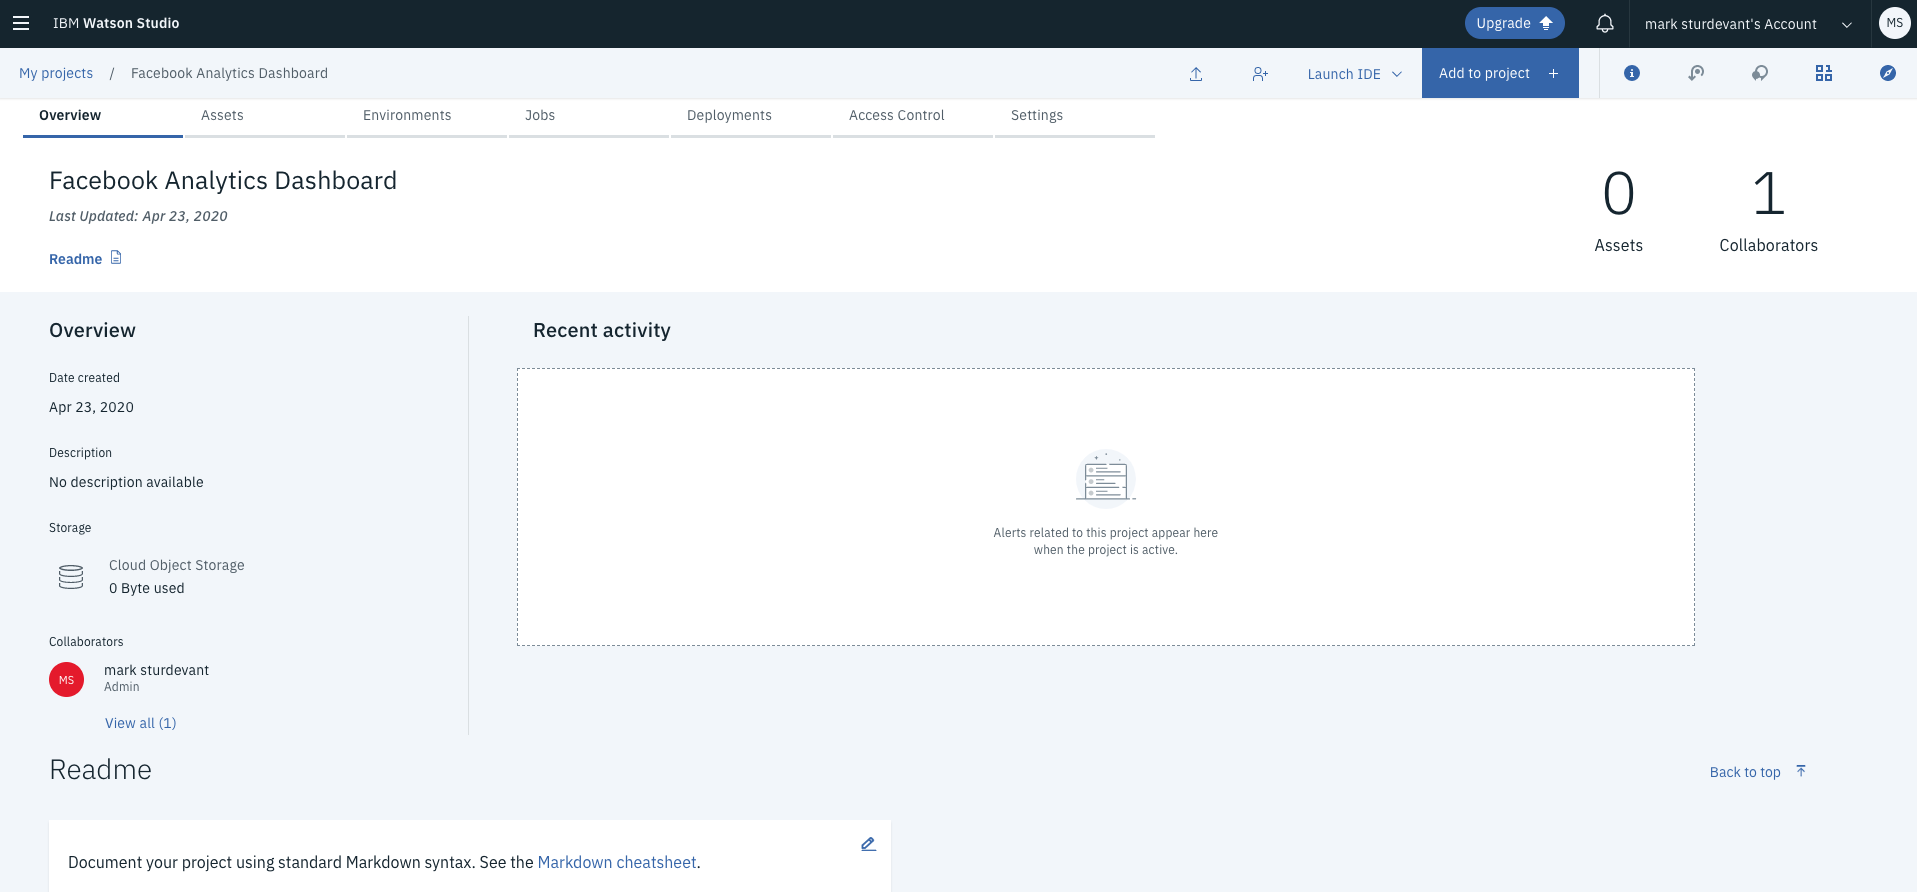 IBM Watson Studio
Upgrade
mark sturdevant's Account
MS
My projects / Facebook Analytics Dashboard
Launch IDE
Add to project +
Overview
Assets
Environments
Jobs
Deployments
Access Control
Settings
Facebook Analytics Dashboard
Last Updated: Apr 23, 2020
Readme
0
Assets
1
Collaborators
Overview
Date created
Apr 23, 2020
Description
No description available
Storage
Cloud Object Storage
0 Byte used
Collaborators
MS
mark sturdevant
Admin
View all (1)
Recent activity
Alerts related to this project appear here
when the project is active.
Readme
Back to top
Document your project using standard Markdown syntax. See the Markdown cheatsheet.